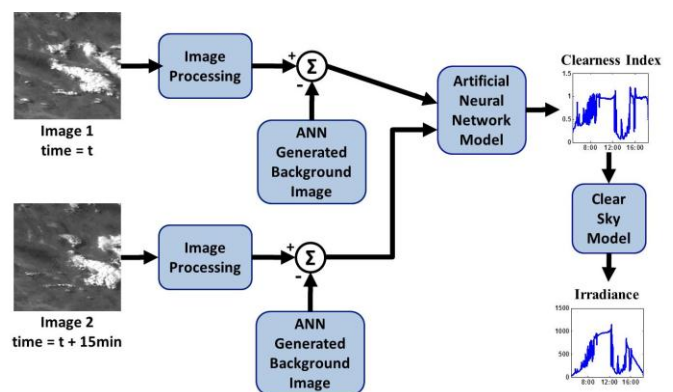 Image 1
time = t
Image
Processing
+
Σ
-
ANN
Generated
Background
Image
Artificial
Neural
Network
Model
Clearness Index
1.5
1
0.5
0
8:00 12:00 16:00
Clear
Sky
Model
Image 2
time = t + 15min
Image
Processing
+
Σ
-
ANN
Generated
Background
Image
Irradiance
1500
1000
500
0
8:00 12:00 16:00